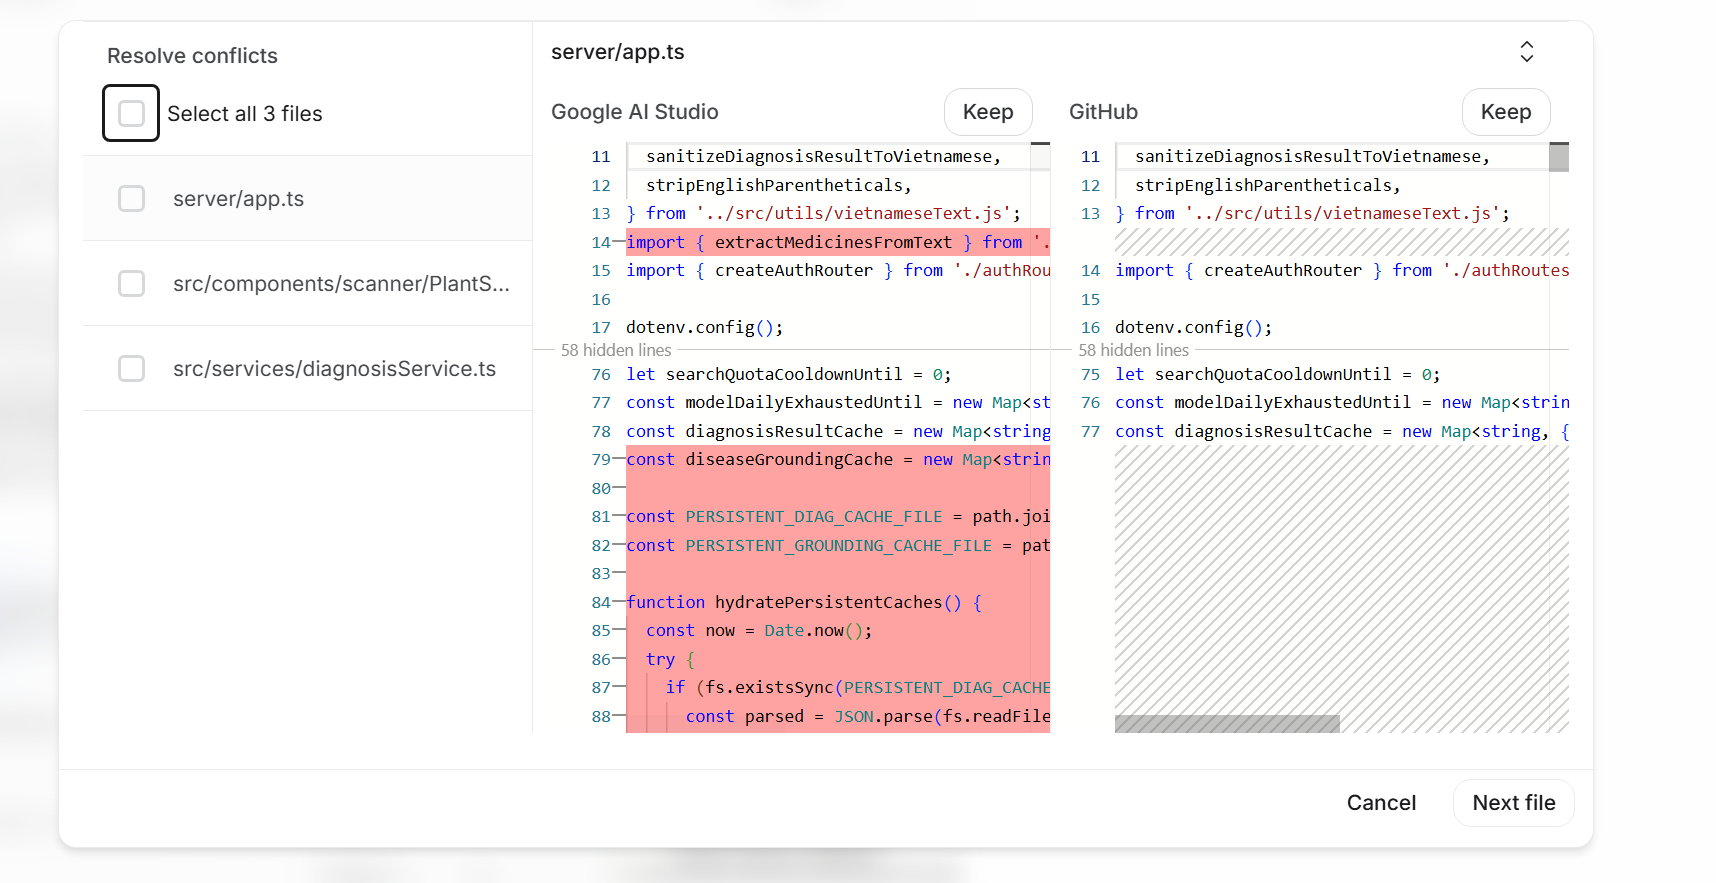 Resolve conflicts
Select all 3 files
server/app.ts
src/components/scanner/PlantS...
src/services/diagnosisService.ts
server/app.ts
Google AI Studio
Keep
11 sanitizeDiagnosisResultToVietnamese,
12 stripEnglishParentheticals,
13 } from '../src/utils/vietnameseText.js';
14 import { extractMedicinesFromText } from '.
15 import { createAuthRouter } from './authRou
16
17 dotenv.config();
58 hidden lines
76 let searchQuotaCooldownUntil = 0;
77 const modelDailyExhaustedUntil = new Map<st
78 const diagnosisResultCache = new Map<string
79 const diseaseGroundingCache = new Map<strin
80
81 const PERSISTENT_DIAG_CACHE_FILE = path.joi
82 const PERSISTENT_GROUNDING_CACHE_FILE = pat
83
84 function hydratePersistentCaches() {
85 const now = Date.now();
86 try {
87 if (fs.existsSync(PERSISTENT_DIAG_CACHE
88 const parsed = JSON.parse(fs.readFile
GitHub
Keep
11 sanitizeDiagnosisResultToVietnamese,
12 stripEnglishParentheticals,
13 } from '../src/utils/vietnameseText.js';
14 import { createAuthRouter } from './authRoutes
15
16 dotenv.config();
58 hidden lines
75 let searchQuotaCooldownUntil = 0;
76 const modelDailyExhaustedUntil = new Map<strin
77 const diagnosisResultCache = new Map<string, {
Cancel
Next file